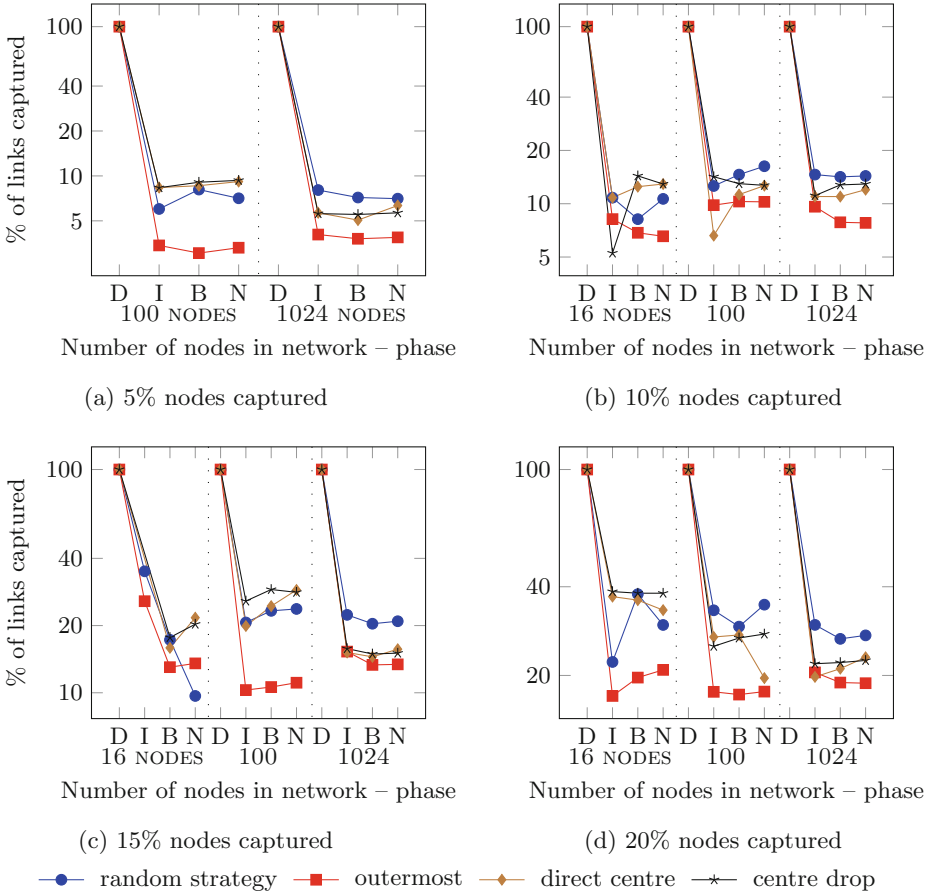 100
40
20
10
5
% of links captured
D I B N D I B N
100 NODES 1024 NODES
Number of nodes in network – phase
(a) 5% nodes captured
100
40
20
10
5
D I B N D I B N D I B N
16 NODES 100 1024
Number of nodes in network – phase
(b) 10% nodes captured
100
40
20
10
% of links captured
D I B N D I B N D I B N
16 NODES 100 1024
Number of nodes in network – phase
(c) 15% nodes captured
100
40
20
D I B N D I B N D I B N
16 NODES 100 1024
Number of nodes in network – phase
(d) 20% nodes captured
random strategy outermost direct centre centre drop